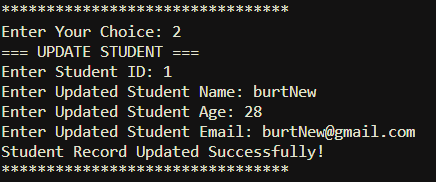 ********************************
Enter Your Choice: 2
=== UPDATE STUDENT ===
Enter Student ID: 1
Enter Updated Student Name: burtNew
Enter Updated Student Age: 28
Enter Updated Student Email: burtNew@gmail.com
Student Record Updated Successfully!
********************************